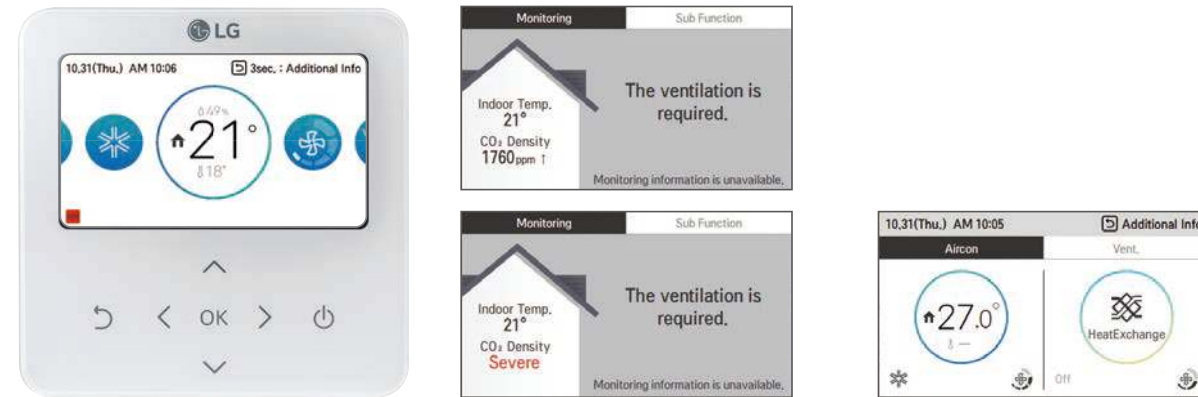 LG
10.31(Thu.) AM 10:06 3sec. : Additional Info
49%
21°
18°
OK
Monitoring Sub Function
The ventilation is
required.
Indoor Temp.
21°
CO₂ Density
1760 ppm ↑
Monitoring information is unavailable.
Monitoring Sub Function
The ventilation is
required.
Indoor Temp.
21°
CO₂ Density
Severe
Monitoring information is unavailable.
10.31(Thu.) AM 10:05 Additional Info
Aircon Vent.
27.0°
HeatExchange
Off